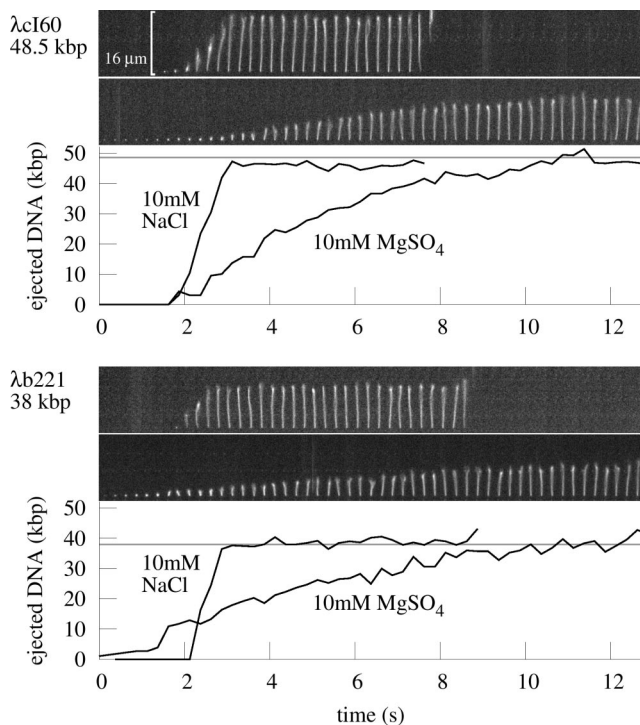 λcI60
48.5 kbp
16 µm
50
40
30
20
10
0
ejected DNA (kbp)
10mM
NaCl
10mM MgSO4
0 2 4 6 8 10 12
λb221
38 kbp
50
40
30
20
10
0
ejected DNA (kbp)
10mM
NaCl
10mM MgSO4
0 2 4 6 8 10 12
time (s)